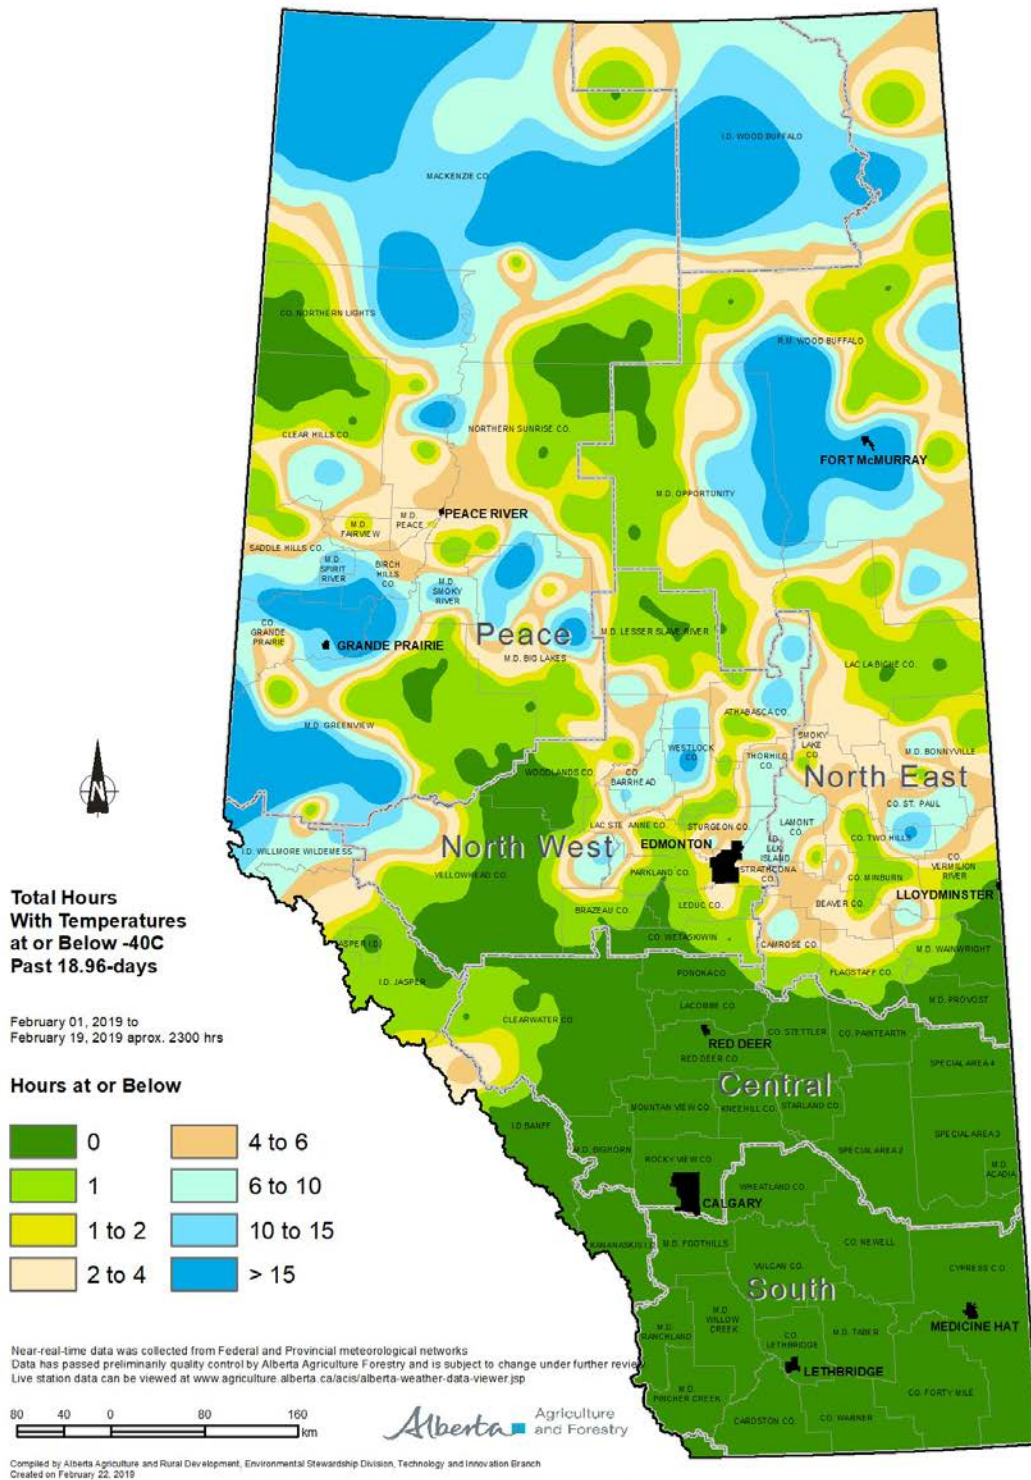 I.D. WOOD BUFFALO
MACKENZIE CO.
CO. NORTHERN LIGHTS
R.M. WOOD BUFFALO
CLEAR HILLS CO.
NORTHERN SUNRISE CO.
FORT McMURRAY
M.D. OPPORTUNITY
PEACE RIVER
M.D.
PEACE
M.D.
FAIRVIEW
SADDLE HILLS CO.
M.D.
SPIRIT
RIVER
BIRCH
HILLS
CO.
M.D.
SMOKY
RIVER
CO.
GRANDE
PRAIRIE
GRANDE PRAIRIE
Peace
M.D. LESSER SLAVE RIVER
M.D. BIG LAKES
LAC LA BICHE CO.
M.D. GREENVIEW
ATHABASCA CO.
SMOKY
LAKE
CO.
WESTLOCK
CO.
THORHILD
CO.
M.D. BONNYVILLE
WOODLANDS CO.
CO.
BARRHEAD
North East
CO. ST. PAUL
LAC STE. ANNE CO.
STURGEON CO.
LAMONT
CO.
North West
EDMONTON
I.D.
ELK
ISLAND
CO. TWO HILLS
I.D. WILLMORE WILDERNESS
YELLOWHEAD CO.
PARKLAND CO.
STRATHCONA
CO.
CO. MINBURN
CO.
VERMILION
RIVER
LLOYDMINSTER
BRAZEAU CO.
LEDUC CO.
BEAVER CO.
Total Hours
With Temperatures
at or Below -40C
Past 18.96-days
JASPER I.D.
CO. WETASKIWIN
CAMROSE CO.
M.D. WAINWRIGHT
I.D. JASPER
PONOKA CO.
FLAGSTAFF CO.
LACOMBE CO.
M.D. PROVOST
February 01, 2019 to
February 19, 2019 aprox. 2300 hrs
CLEARWATER CO.
RED DEER
CO. STETTLER
CO. PAINTEARTH
RED DEER CO.
SPECIAL AREA 4
Central
Hours at or Below
0
1
1 to 2
2 to 4
4 to 6
6 to 10
10 to 15
> 15
MOUNTAN VIEW CO.
KNEEHILL CO.
STARLAND CO.
I.D BANFF
M.D. BIGHORN
ROCKY VIEW CO.
SPECIAL AREA 2
SPECIAL AREA 3
M.D.
ACADIA
CALGARY
WHEATLAND CO.
KANANASKIS I.D.
M.D. FOOTHILLS
CO. NEWELL
VULCAN CO.
CYPRESS CO.
South
M.D.
RANCHLAND
M.D.
WILLOW
CREEK
CO.
LETHBRIDGE
M.D. TABER
MEDICINE HAT
LETHBRIDGE
M.D.
PINCHER CREEK
CO. FORTY MILE
CARDSTON CO.
CO. WARNER
N
Near-real-time data was collected from Federal and Provincial meteorological networks
Data has passed preliminarily quality control by Alberta Agriculture Forestry and is subject to change under further review
Live station data can be viewed at www.agriculture.alberta.ca/acis/alberta-weather-data-viewer.jsp
80 40 0 80 160
km
Alberta
Agriculture
and Forestry
Compiled by Alberta Agriculture and Rural Development, Environmental Stewardship Division, Technology and Innovation Branch
Created on February 22, 2019